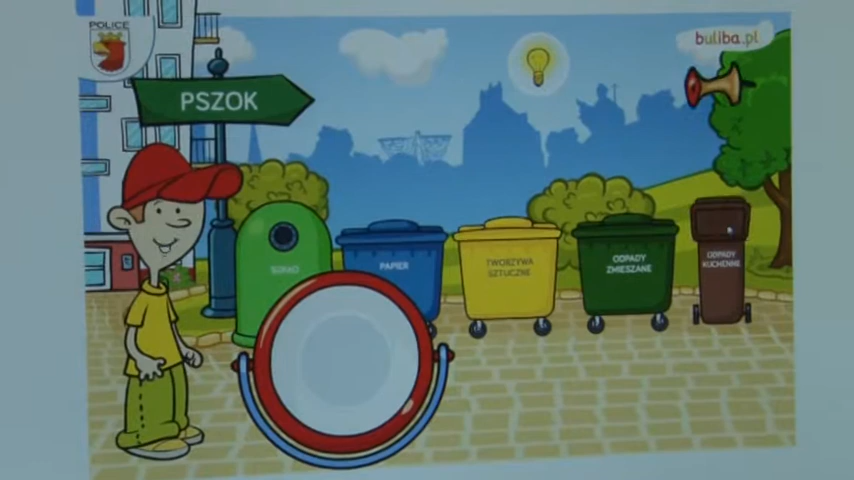 POLICE
buliba.pl
PSZOK
SZKŁO
PAPIER
TWORZYWA
SZTUCZNE
ODPADY
ZMIESZANE
ODPADY
KUCHENNE